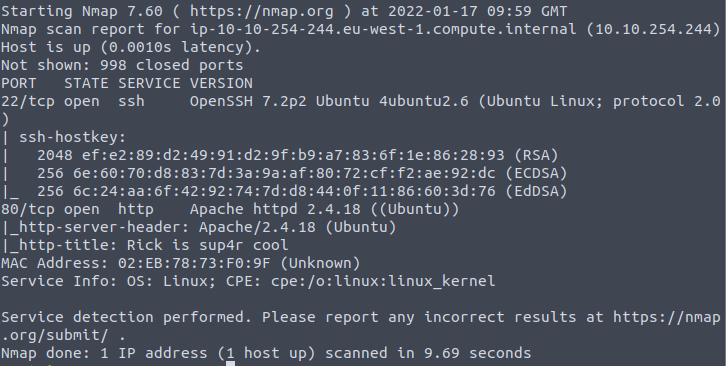 Starting Nmap 7.60 ( https://nmap.org ) at 2022-01-17 09:59 GMT
Nmap scan report for ip-10-10-254-244.eu-west-1.compute.internal (10.10.254.244)
Host is up (0.0010s latency).
Not shown: 998 closed ports
PORT   STATE SERVICE VERSION
22/tcp open  ssh     OpenSSH 7.2p2 Ubuntu 4ubuntu2.6 (Ubuntu Linux; protocol 2.0
)
| ssh-hostkey:
|   2048 ef:e2:89:d2:49:91:d2:9f:b9:a7:83:6f:1e:86:28:93 (RSA)
|   256 6e:60:70:d8:83:7d:3a:9a:af:80:72:cf:f2:ae:92:dc (ECDSA)
|_  256 6c:24:aa:6f:42:92:74:7d:d8:44:0f:11:86:60:3d:76 (EdDSA)
80/tcp open  http    Apache httpd 2.4.18 ((Ubuntu))
|_http-server-header: Apache/2.4.18 (Ubuntu)
|_http-title: Rick is sup4r cool
MAC Address: 02:EB:78:73:F0:9F (Unknown)
Service Info: OS: Linux; CPE: cpe:/o:linux:linux_kernel

Service detection performed. Please report any incorrect results at https://nmap
.org/submit/ .
Nmap done: 1 IP address (1 host up) scanned in 9.69 seconds